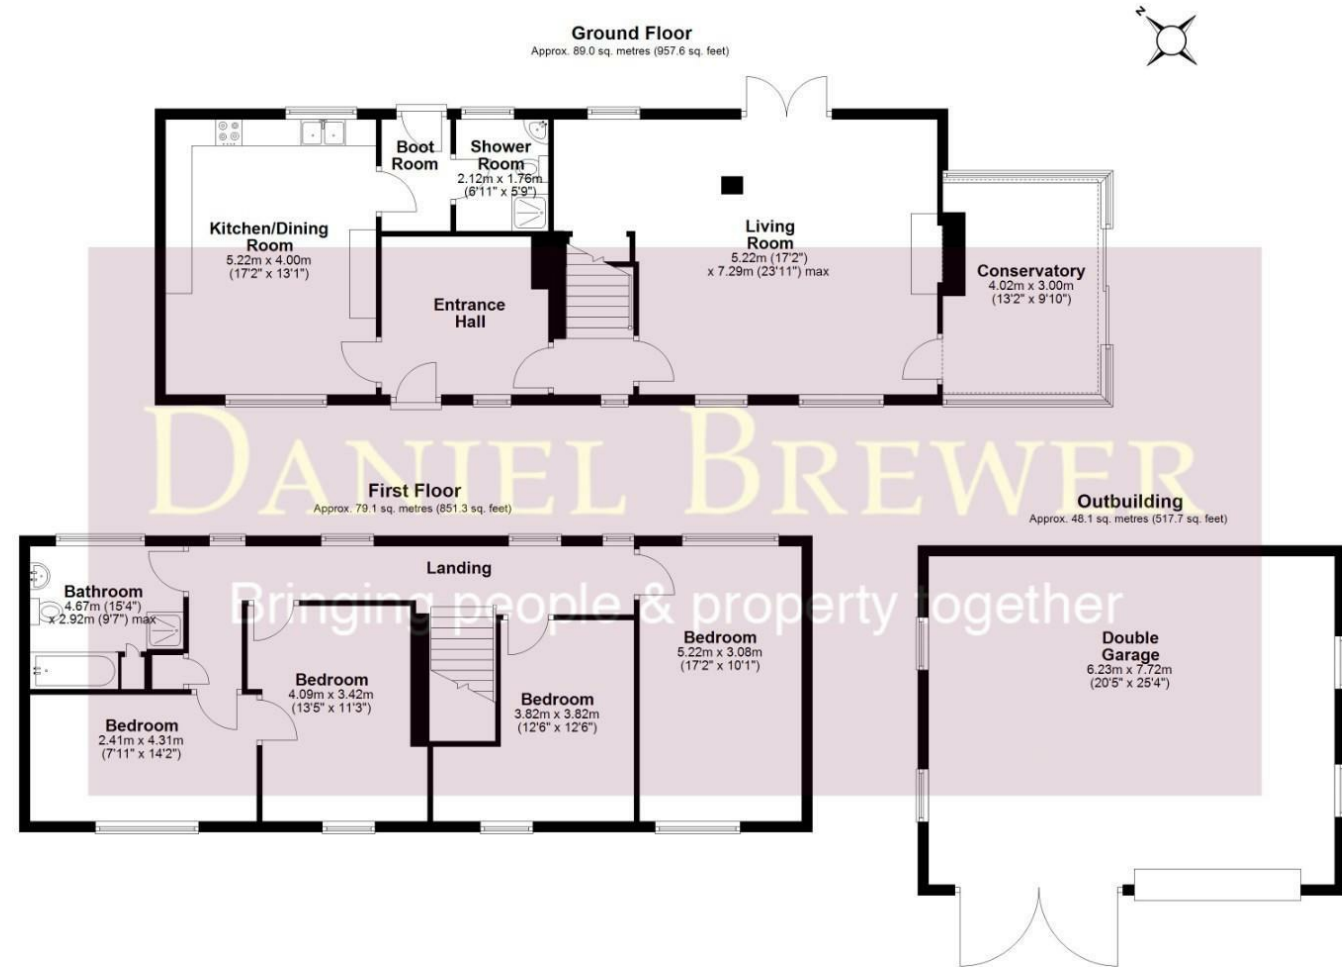 Ground Floor
Approx. 89.0 sq. metres (957.6 sq. feet)
N
Boot
Room
Shower
Room
2.12m x 1.76m
(6'11" x 5'9")
Kitchen/Dining
Room
5.22m x 4.00m
(17'2" x 13'1")
Living
Room
5.22m (17'2")
x 7.29m (23'11") max
Conservatory
4.02m x 3.00m
(13'2" x 9'10")
Entrance
Hall
DANIEL BREWER
First Floor
Approx. 79.1 sq. metres (851.3 sq. feet)
Outbuilding
Approx. 48.1 sq. metres (517.7 sq. feet)
Landing
Bringing people & property together
Bathroom
4.67m (15'4")
x 2.92m (9'7") max
Bedroom
5.22m x 3.08m
(17'2" x 10'1")
Double
Garage
6.23m x 7.72m
(20'5" x 25'4")
Bedroom
4.09m x 3.42m
(13'5" x 11'3")
Bedroom
3.82m x 3.82m
(12'6" x 12'6")
Bedroom
2.41m x 4.31m
(7'11" x 14'2")